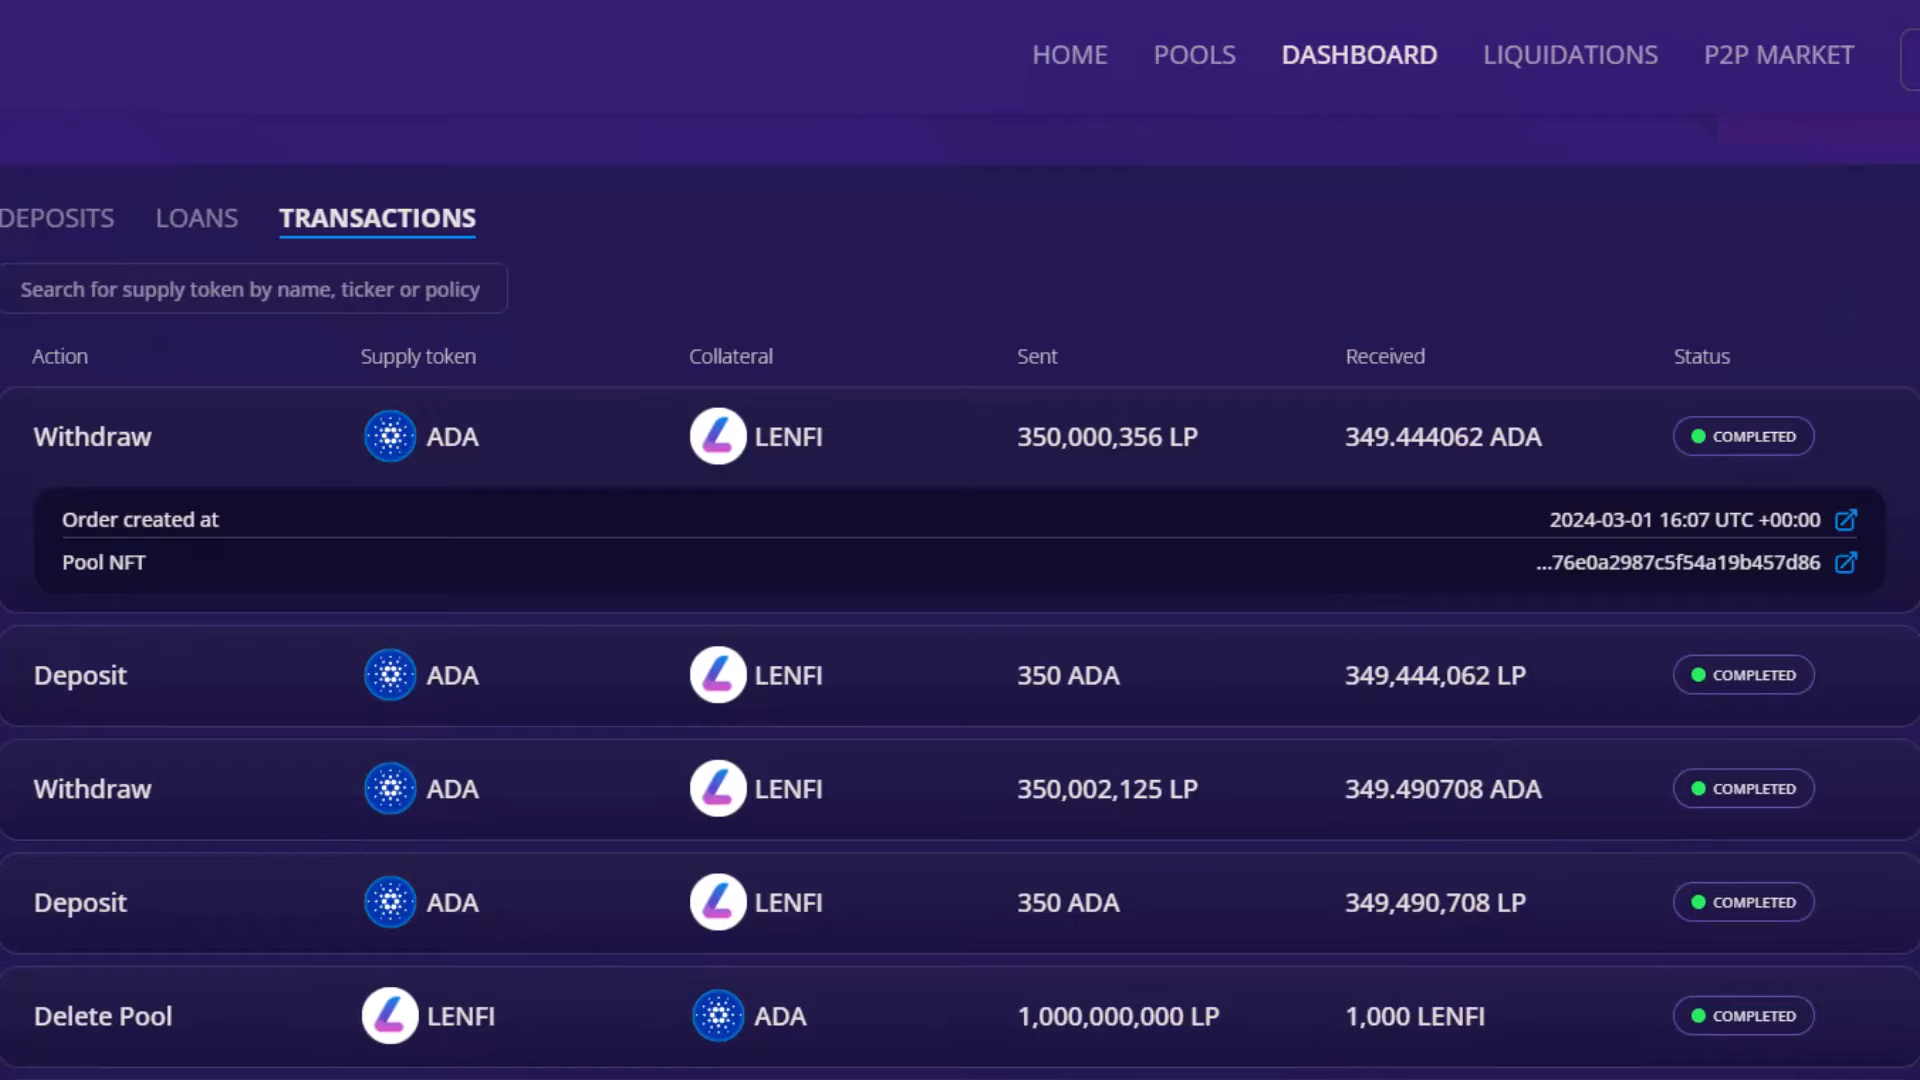 HOME POOLS DASHBOARD LIQUIDATIONS P2P MARKET
DEPOSITS LOANS TRANSACTIONS
Search for supply token by name, ticker or policy
Action Supply token Collateral Sent Received Status
Withdraw ADA LENFI 350,000,356 LP 349.444062 ADA COMPLETED
Order created at 2024-03-01 16:07 UTC +00:00
Pool NFT ...76e0a2987c5f54a19b457d86
Deposit ADA LENFI 350 ADA 349,444,062 LP COMPLETED
Withdraw ADA LENFI 350,002,125 LP 349.490708 ADA COMPLETED
Deposit ADA LENFI 350 ADA 349,490,708 LP COMPLETED
Delete Pool LENFI ADA 1,000,000,000 LP 1,000 LENFI COMPLETED